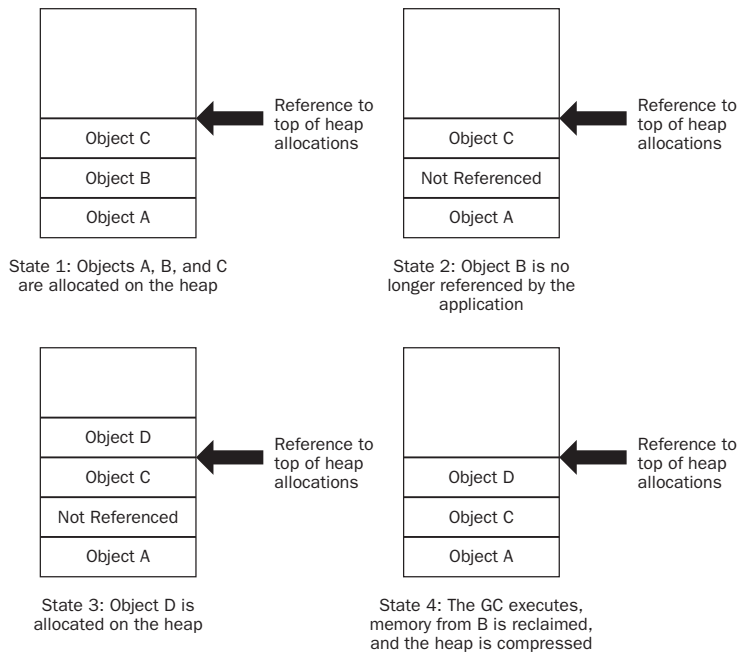 Object C
Object B
Object A
Reference to
top of heap
allocations
State 1: Objects A, B, and C
are allocated on the heap
Object C
Not Referenced
Object A
Reference to
top of heap
allocations
State 2: Object B is no
longer referenced by the
application
Object D
Object C
Not Referenced
Object A
Reference to
top of heap
allocations
State 3: Object D is
allocated on the heap
Object D
Object C
Object A
Reference to
top of heap
allocations
State 4: The GC executes,
memory from B is reclaimed,
and the heap is compressed